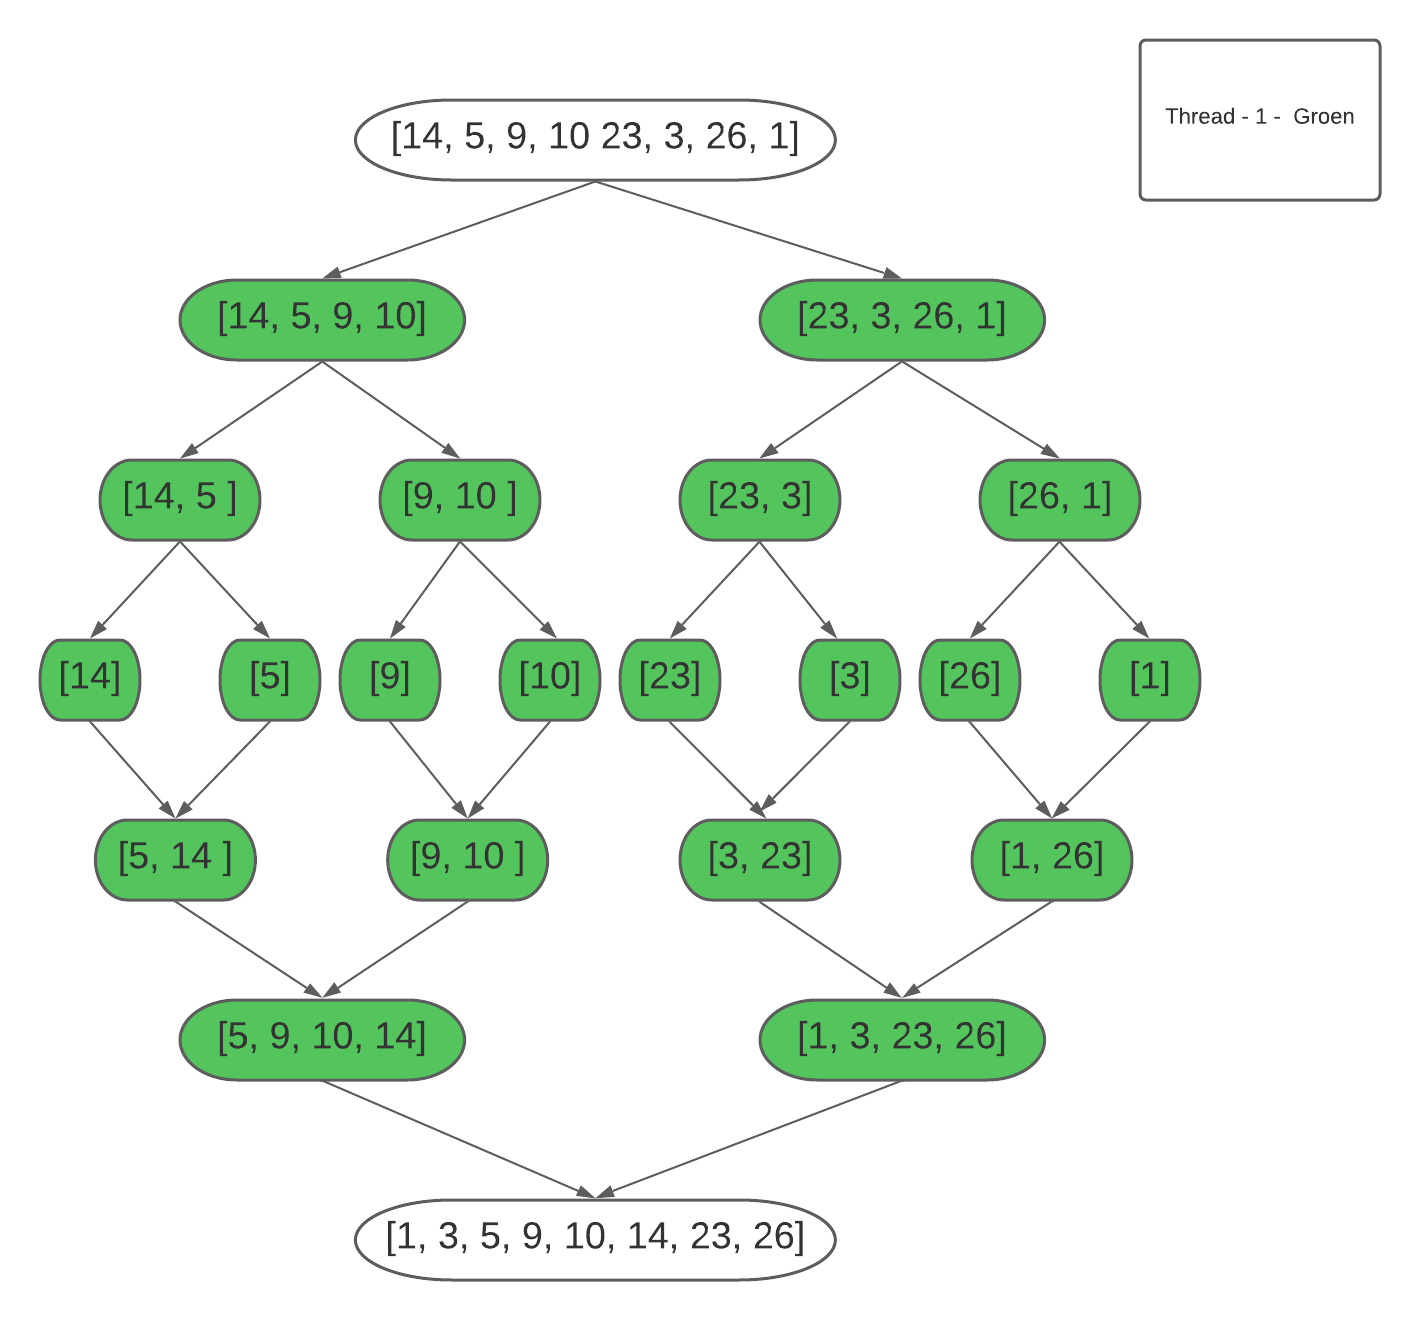 Thread - 1 -  Groen
[14, 5, 9, 10 23, 3, 26, 1]
[14, 5, 9, 10]
[23, 3, 26, 1]
[14, 5 ]
[9, 10 ]
[23, 3]
[26, 1]
[14]
[5]
[9]
[10]
[23]
[3]
[26]
[1]
[5, 14 ]
[9, 10 ]
[3, 23]
[1, 26]
[5, 9, 10, 14]
[1, 3, 23, 26]
[1, 3, 5, 9, 10, 14, 23, 26]